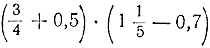 (3/4 + 0,5) · (1 1/5 − 0,7)